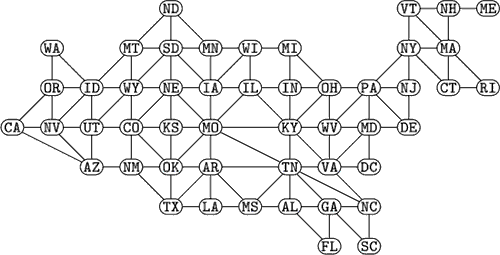 ND VT NH ME
WA MT SD MN WI MI NY MA
OR ID WY NE IA IL IN OH PA NJ CT RI
CA NV UT CO KS MO KY WV MD DE
AZ NM OK AR TN VA DC
TX LA MS AL GA NC
FL SC